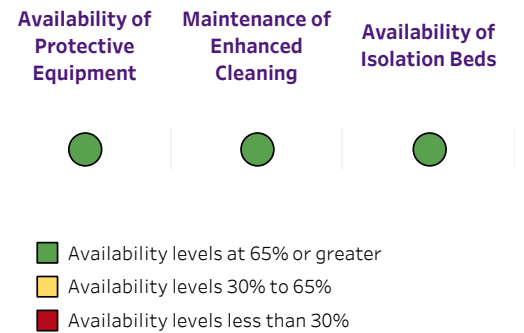 Availability of
Protective
Equipment
Maintenance of
Enhanced
Cleaning
Availability of
Isolation Beds
Availability levels at 65% or greater
Availability levels 30% to 65%
Availability levels less than 30%